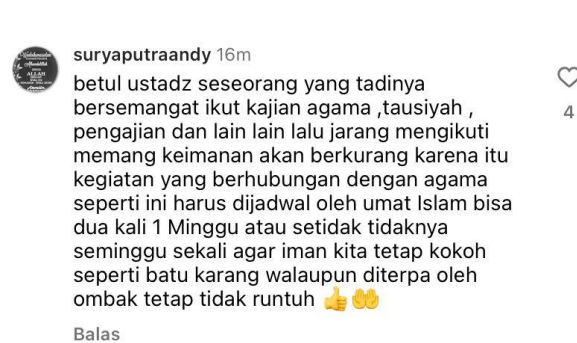 suryaputraandy 16m
betul ustadz seseorang yang tadinya
bersemangat ikut kajian agama ,tausiyah ,
pengajian dan lain lain lalu jarang mengikuti
memang keimanan akan berkurang karena itu
kegiatan yang berhubungan dengan agama
seperti ini harus dijadwal oleh umat Islam bisa
dua kali 1 Minggu atau setidak tidaknya
seminggu sekali agar iman kita tetap kokoh
seperti batu karang walaupun diterpa oleh
ombak tetap tidak runtuh 👍🤲
4
Balas